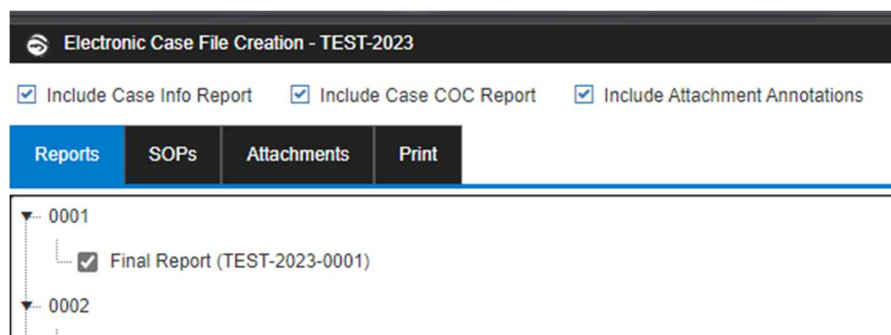 Electronic Case File Creation - TEST-2023
Include Case Info Report Include Case COC Report Include Attachment Annotations
Reports SOPs Attachments Print
0001
Final Report (TEST-2023-0001)
0002